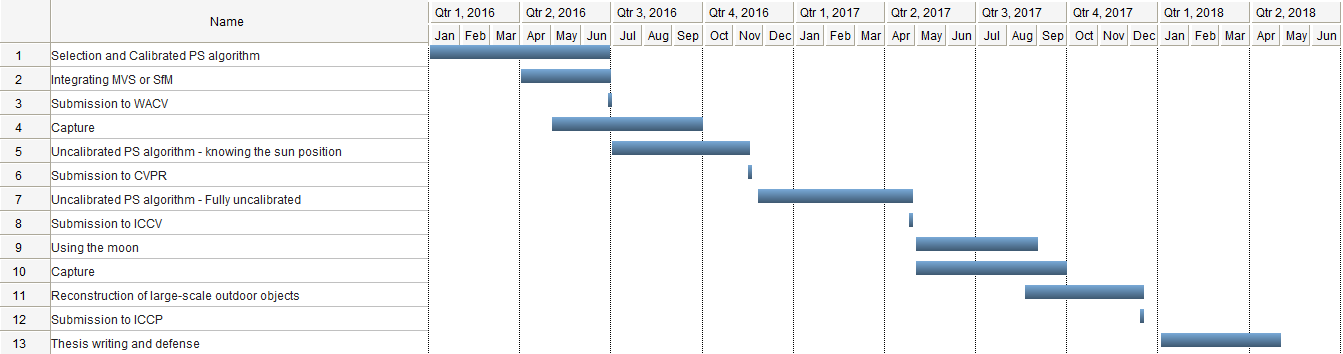 Name
Qtr 1, 2016 Qtr 2, 2016 Qtr 3, 2016 Qtr 4, 2016 Qtr 1, 2017 Qtr 2, 2017 Qtr 3, 2017 Qtr 4, 2017 Qtr 1, 2018 Qtr 2, 2018
Jan Feb Mar Apr May Jun Jul Aug Sep Oct Nov Dec Jan Feb Mar Apr May Jun Jul Aug Sep Oct Nov Dec Jan Feb Mar Apr May Jun
1 Selection and Calibrated PS algorithm
2 Integrating MVS or SfM
3 Submission to WACV
4 Capture
5 Uncalibrated PS algorithm - knowing the sun position
6 Submission to CVPR
7 Uncalibrated PS algorithm - Fully uncalibrated
8 Submission to ICCV
9 Using the moon
10 Capture
11 Reconstruction of large-scale outdoor objects
12 Submission to ICCP
13 Thesis writing and defense